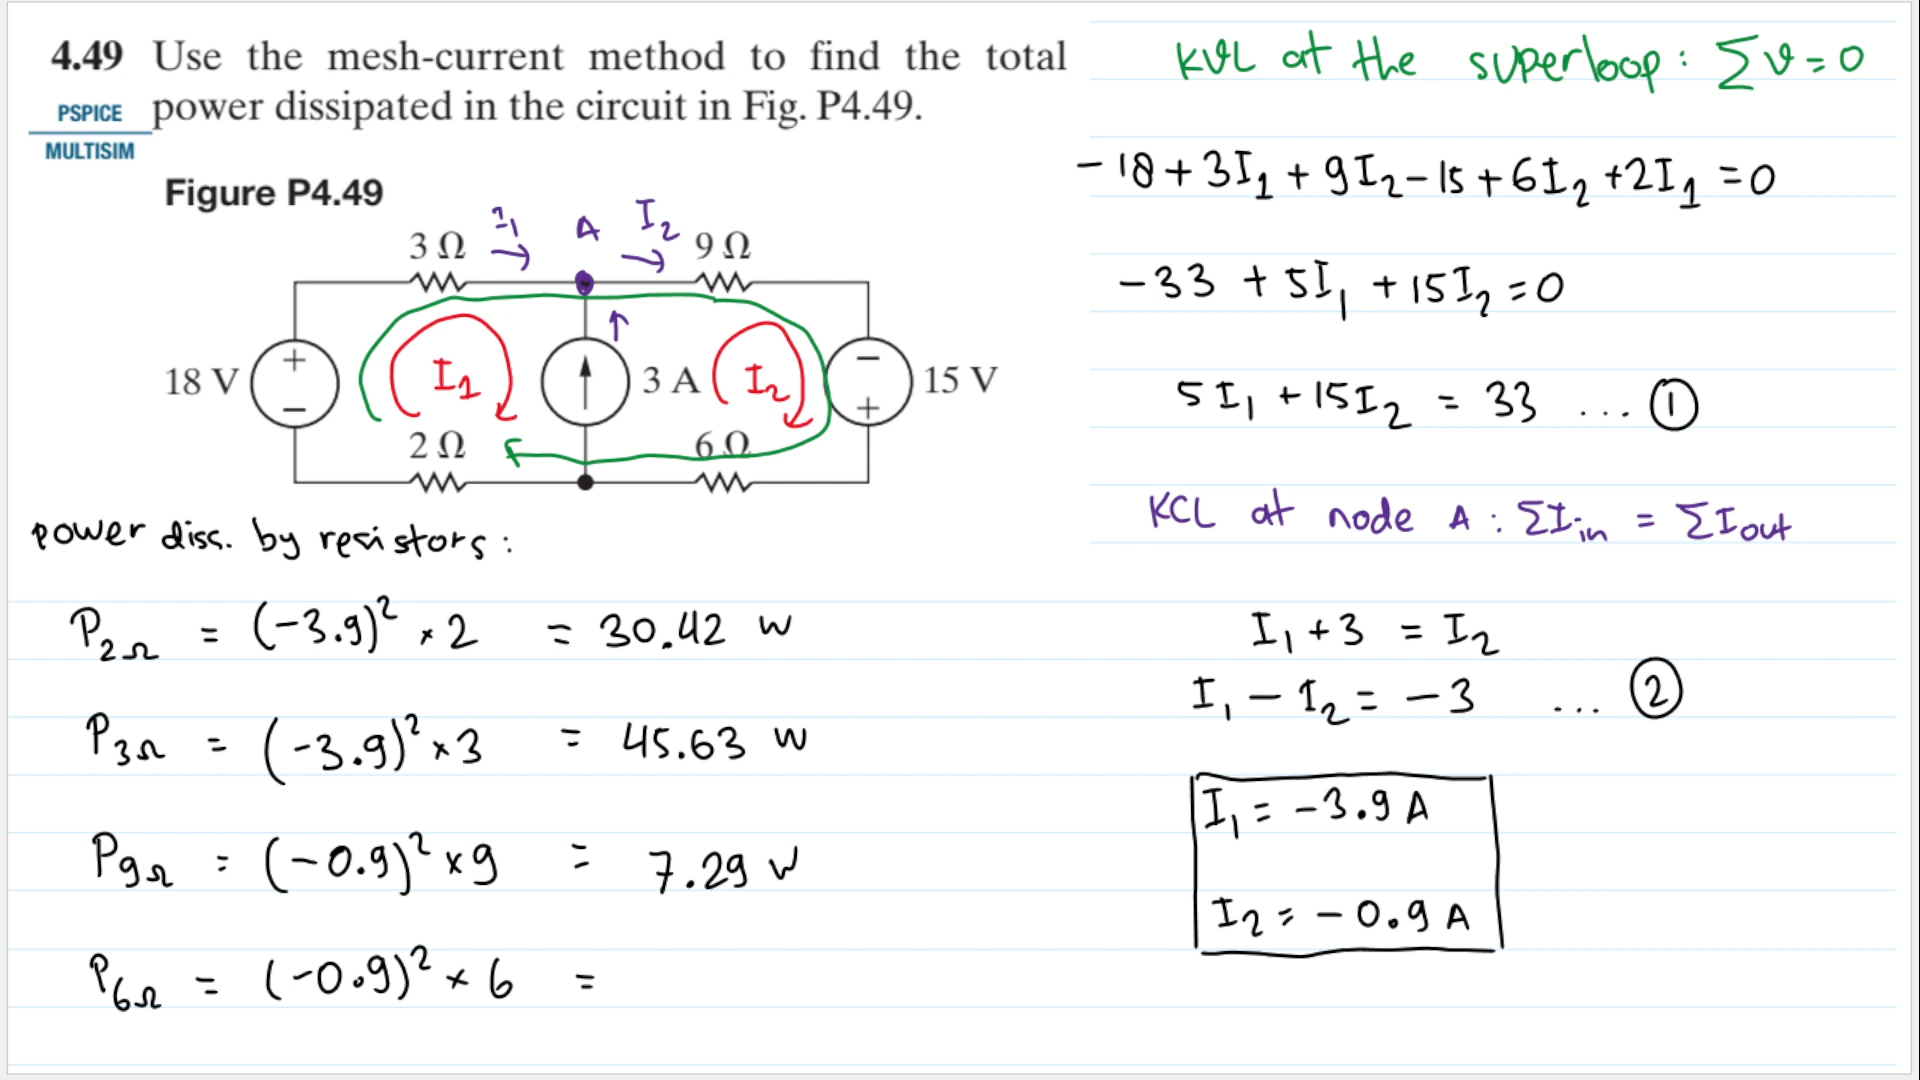 4.49 Use the mesh-current method to find the total
PSPICE power dissipated in the circuit in Fig. P4.49.
MULTISIM
Figure P4.49
3 Ω I₁ A I₂ 9 Ω
18 V + − I₁ 3 A I₂ − + 15 V
2 Ω 6 Ω
power diss. by resistors:
P2Ω = (-3.9)² × 2 = 30.42 W
P3Ω = (-3.9)² × 3 = 45.63 W
P9Ω = (-0.9)² × 9 = 7.29 W
P6Ω = (-0.9)² × 6 =
KVL at the superloop: Σv = 0
-18 + 3I₁ + 9I₂ - 15 + 6I₂ + 2I₁ = 0
-33 + 5I₁ + 15I₂ = 0
5I₁ + 15I₂ = 33 ... ①
KCL at node A: ΣIin = ΣIout
I₁ + 3 = I₂
I₁ - I₂ = -3 ... ②
I₁ = -3.9 A
I₂ = -0.9 A